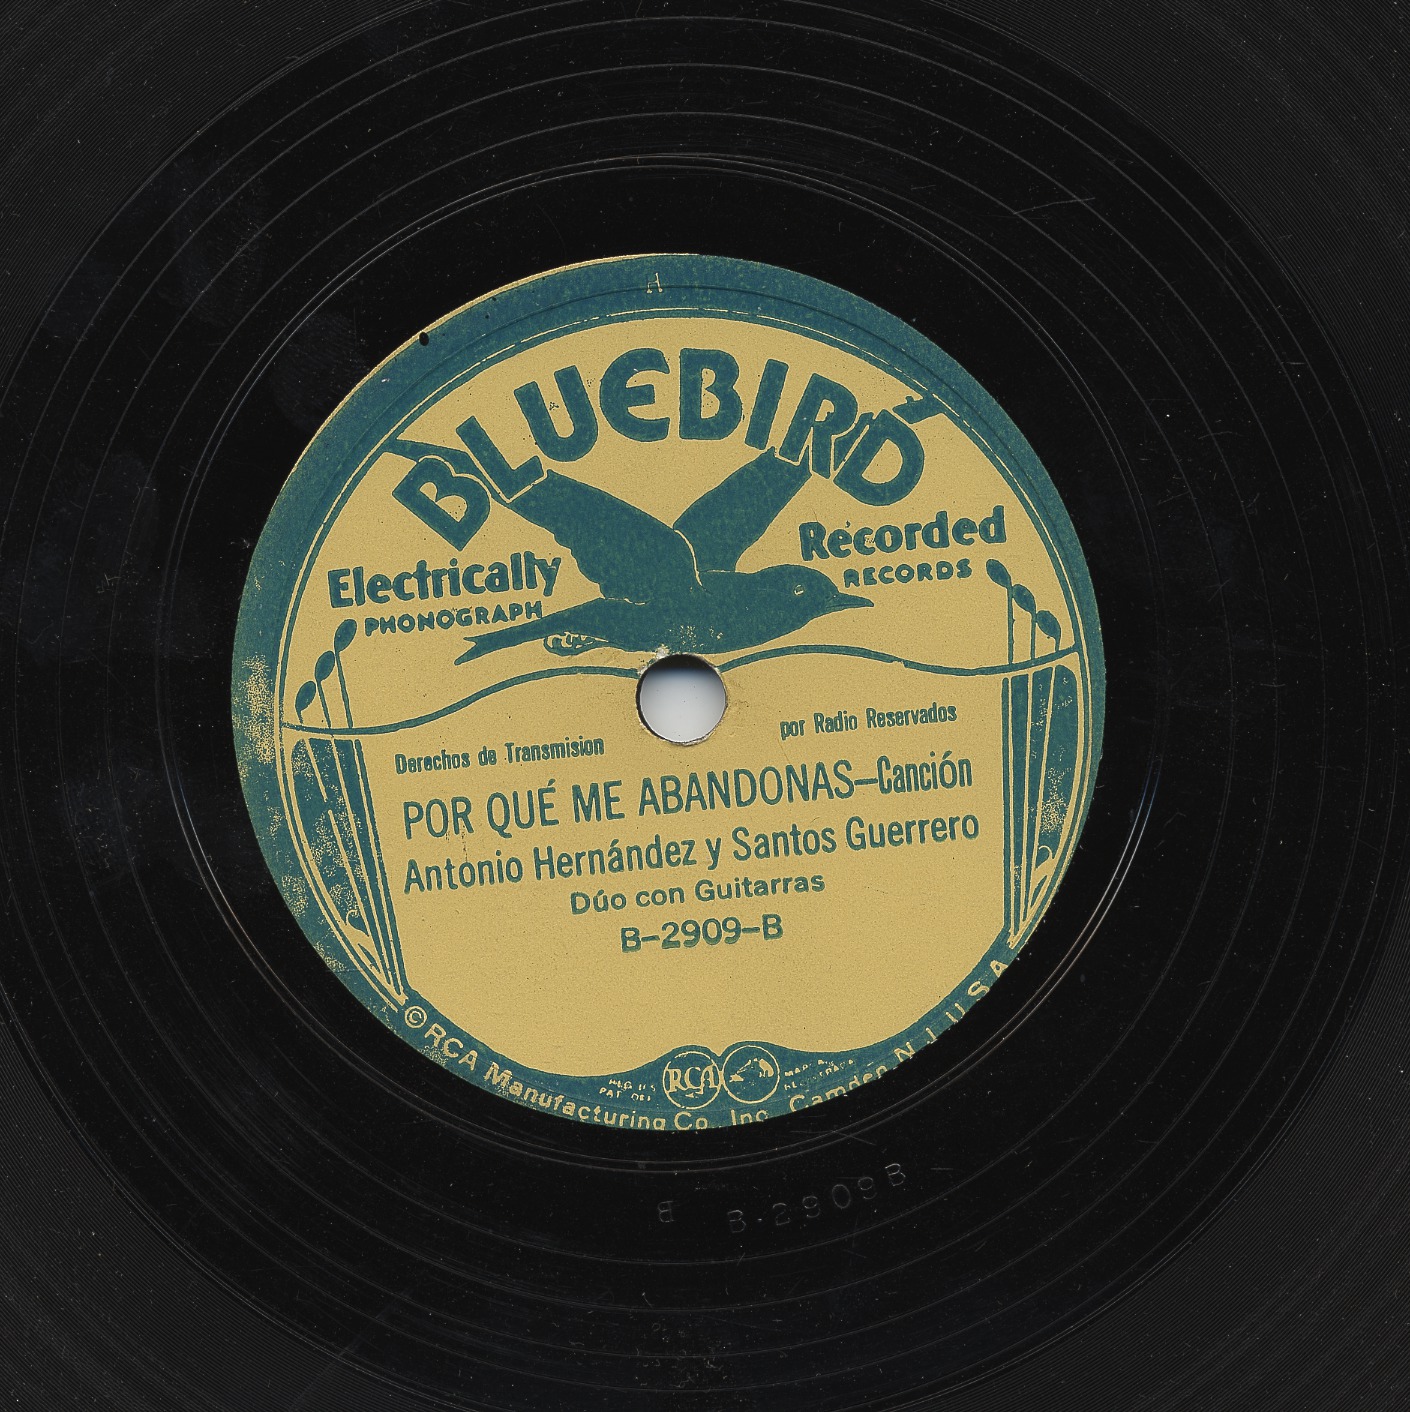 A
BLUEBIRD
Electrically Recorded
PHONOGRAPH RECORDS
Derechos de Transmision por Radio Reservados
POR QUÉ ME ABANDONAS—Canción
Antonio Hernández y Santos Guerrero
Dúo con Guitarras
B-2909-B
RCA
©RCA Manufacturing Co. Inc. Camden N J U S A
B B-2909B